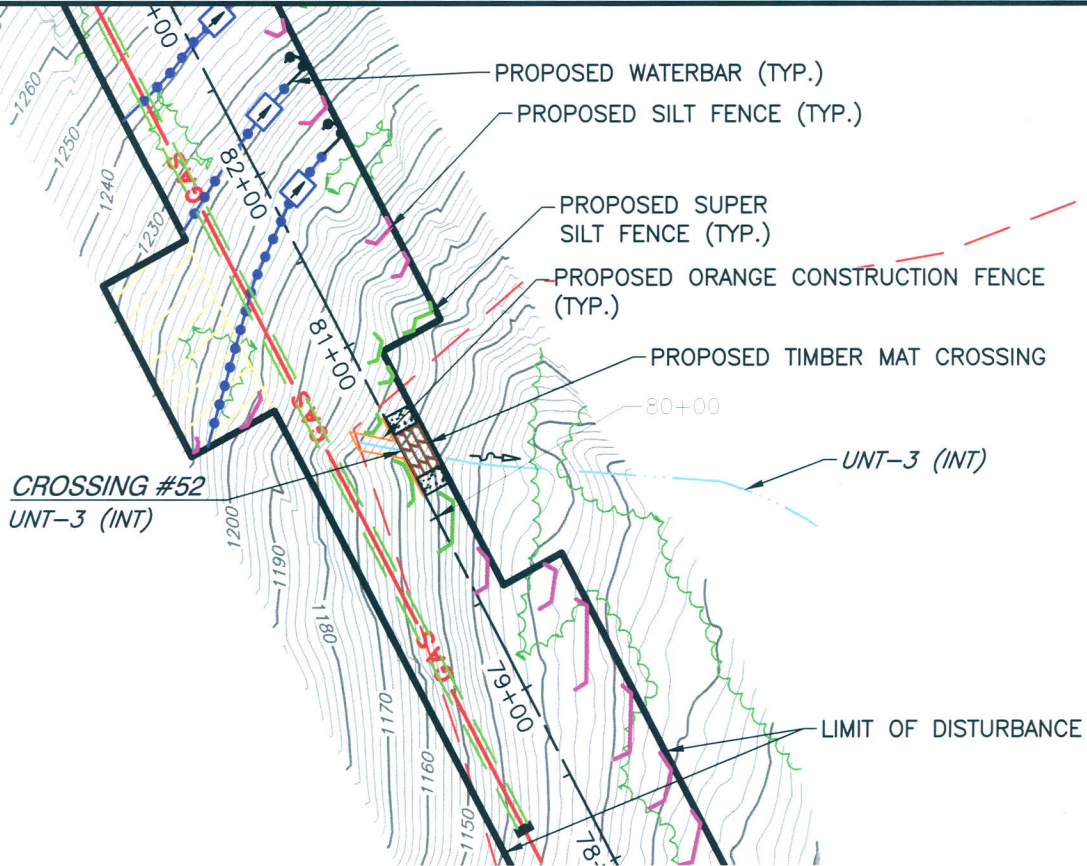 +00
1260
1250
1240
1230
GAS
82+00
PROPOSED WATERBAR (TYP.)
PROPOSED SILT FENCE (TYP.)
PROPOSED SUPER
SILT FENCE (TYP.)
PROPOSED ORANGE CONSTRUCTION FENCE
(TYP.)
81+00
PROPOSED TIMBER MAT CROSSING
GAS
80+00
UNT-3 (INT)
CROSSING #52
UNT-3 (INT)
1200
1190
1180
GAS
79+00
1170
1160
1150
LIMIT OF DISTURBANCE
78